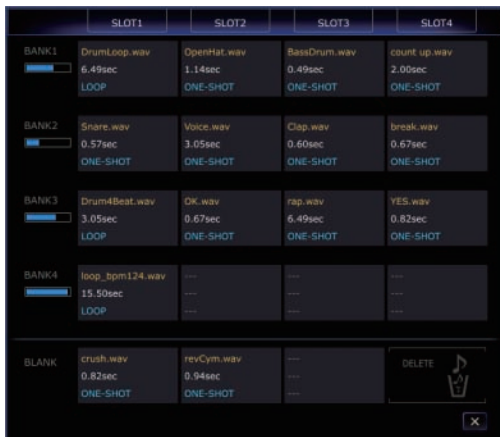 SLOT1 SLOT2 SLOT3 SLOT4
BANK1 DrumLoop.wav OpenHat.wav BassDrum.wav count up.wav
6.49sec 1.14sec 0.49sec 2.00sec
LOOP ONE-SHOT ONE-SHOT ONE-SHOT
BANK2 Snare.wav Voice.wav Clap.wav break.wav
0.57sec 3.05sec 0.60sec 0.67sec
ONE-SHOT ONE-SHOT ONE-SHOT ONE-SHOT
BANK3 Drum4Beat.wav OK.wav rap.wav YES.wav
3.05sec 0.67sec 6.49sec 0.82sec
LOOP ONE-SHOT ONE-SHOT ONE-SHOT
BANK4 loop_bpm124.wav --- --- ---
15.50sec --- --- ---
LOOP --- --- ---
BLANK crush.wav revCym.wav --- DELETE
0.82sec 0.94sec ---
ONE-SHOT ONE-SHOT ---